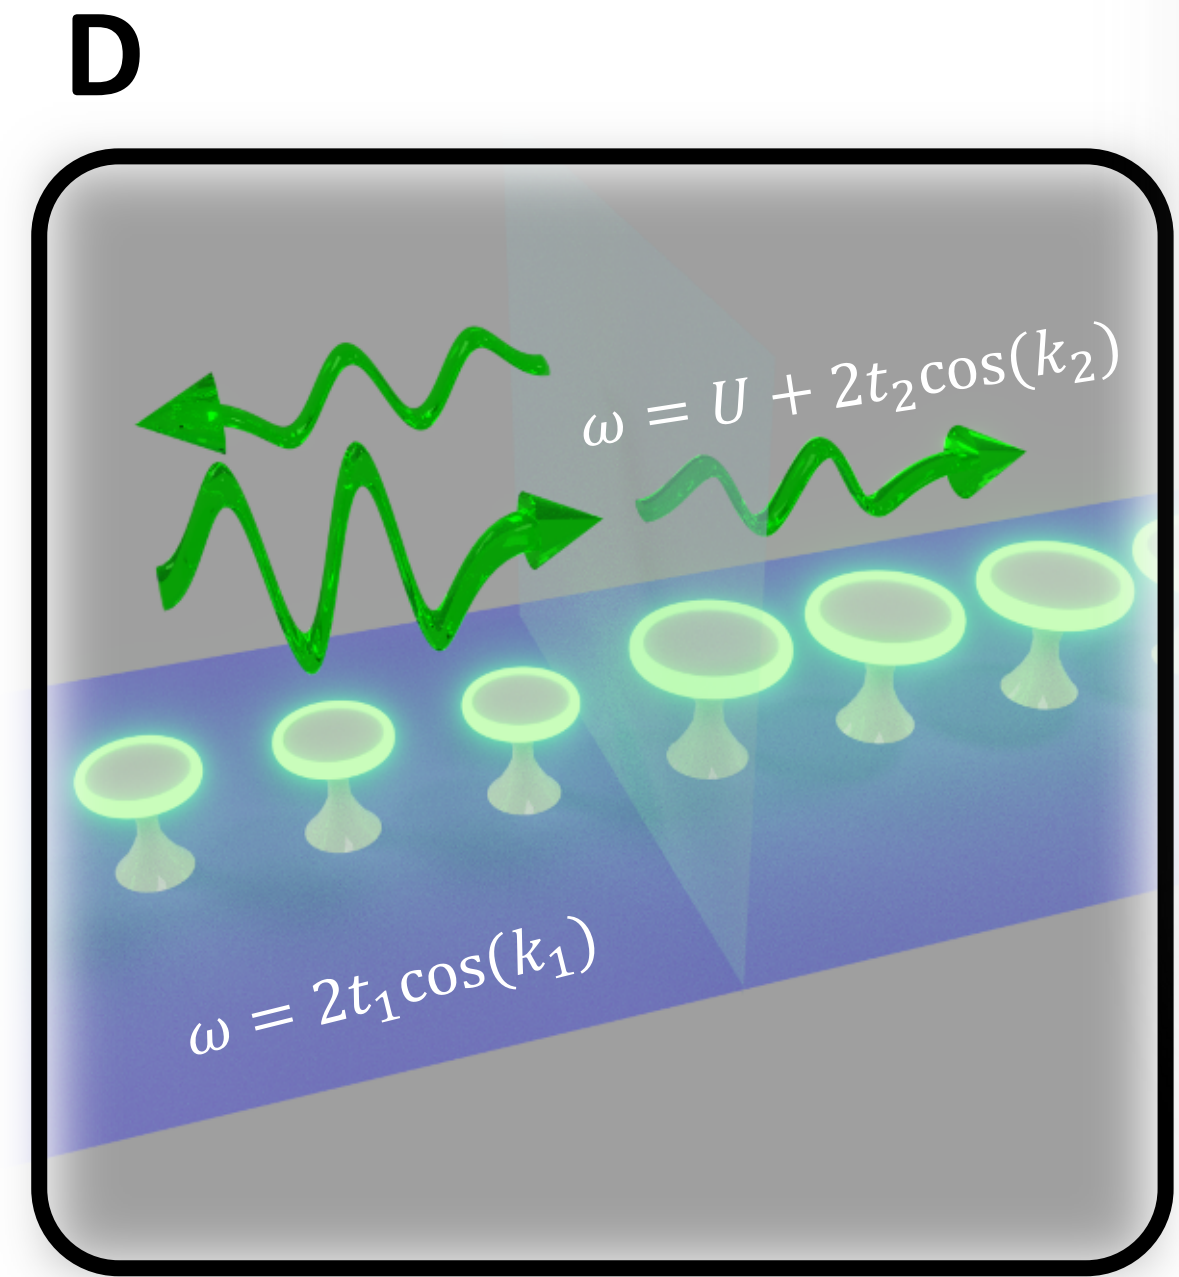 D
ω = U + 2t₂cos(k₂)
ω = 2t₁cos(k₁)